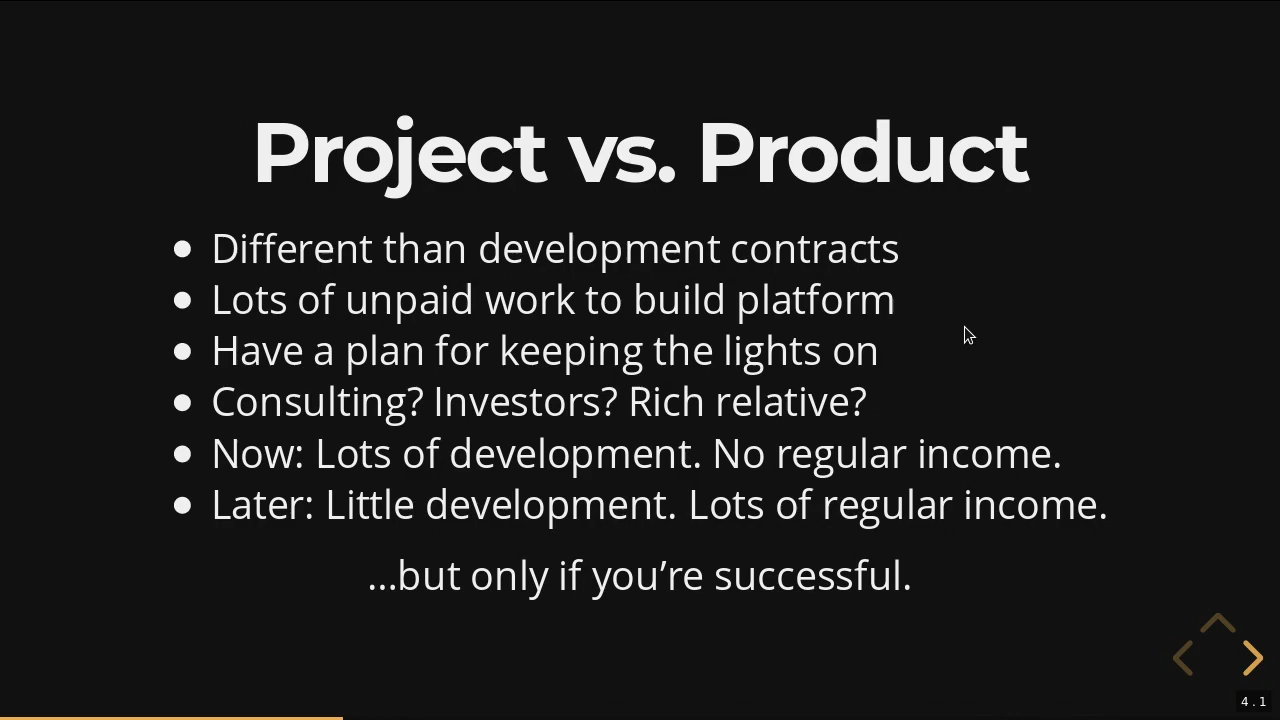 Project vs. Product
Different than development contracts
Lots of unpaid work to build platform
Have a plan for keeping the lights on
Consulting? Investors? Rich relative?
Now: Lots of development. No regular income.
Later: Little development. Lots of regular income.
...but only if you’re successful.
4.1